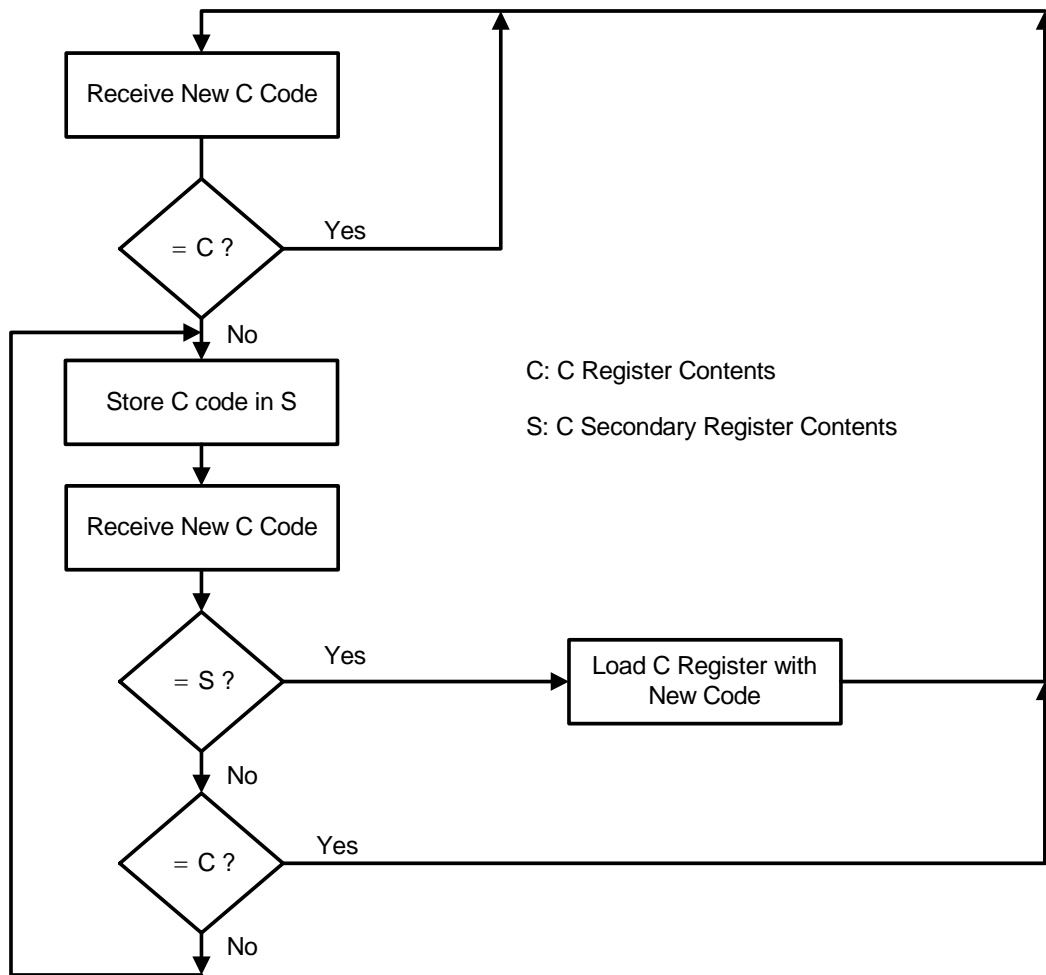 Receive New C Code
= C ?
Yes
No
Store C code in S
C: C Register Contents
S: C Secondary Register Contents
Receive New C Code
= S ?
Yes
Load C Register with
New Code
No
= C ?
Yes
No